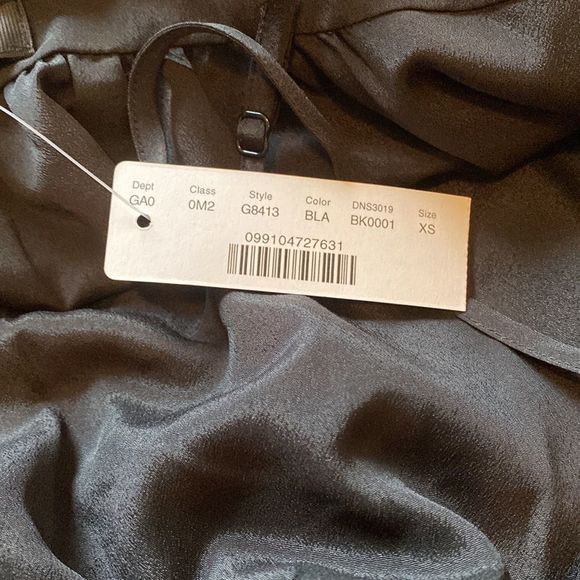 Dept Class Style Color DNS3019 Size
GA0 0M2 G8413 BLA BK0001 XS
099104727631